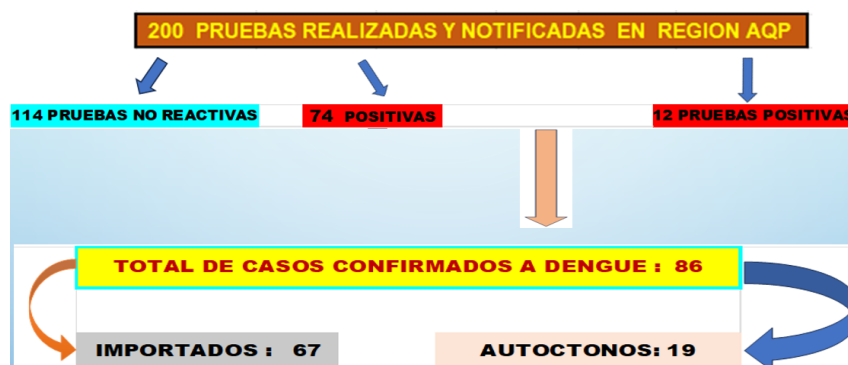 200 PRUEBAS REALIZADAS Y NOTIFICADAS EN REGION AQP
114 PRUEBAS NO REACTIVAS
74 POSITIVAS
12 PRUEBAS POSITIVAS
TOTAL DE CASOS CONFIRMADOS A DENGUE : 86
IMPORTADOS : 67
AUTOCTONOS: 19